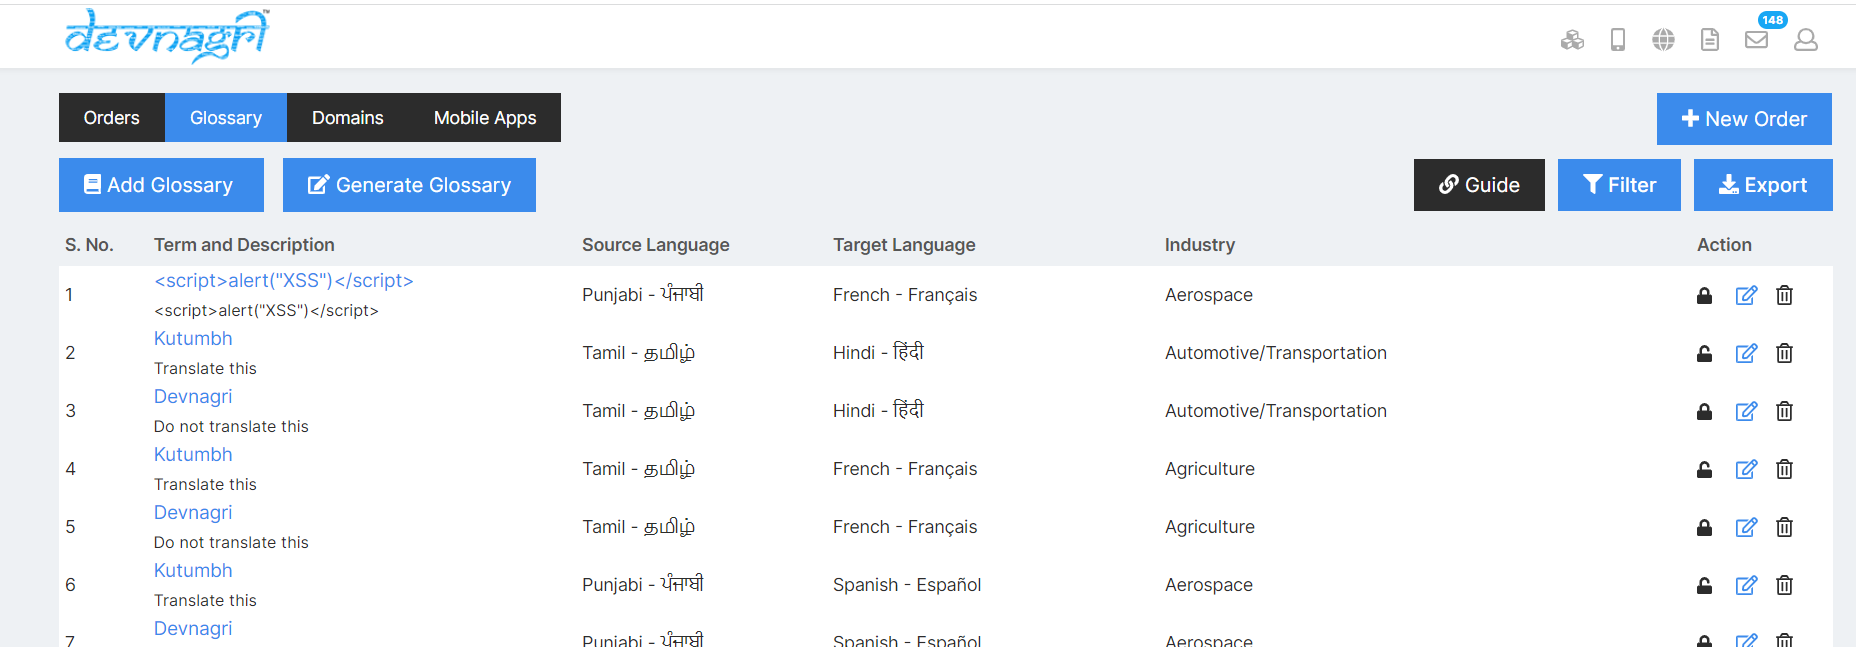 devnagri™
148
Orders Glossary Domains Mobile Apps
New Order
Add Glossary Generate Glossary
Guide Filter Export
S. No. Term and Description Source Language Target Language Industry Action
<script>alert("XSS")</script>
1 Punjabi - ਪੰਜਾਬੀ French - Français Aerospace
<script>alert("XSS")</script>
Kutumbh
2 Tamil - தமிழ் Hindi - हिंदी Automotive/Transportation
Translate this
Devnagri
3 Tamil - தமிழ் Hindi - हिंदी Automotive/Transportation
Do not translate this
Kutumbh
4 Tamil - தமிழ் French - Français Agriculture
Translate this
Devnagri
5 Tamil - தமிழ் French - Français Agriculture
Do not translate this
Kutumbh
6 Punjabi - ਪੰਜਾਬੀ Spanish - Español Aerospace
Translate this
Devnagri
7 Punjabi - ਪੰਜਾਬੀ Spanish - Español Aerospace